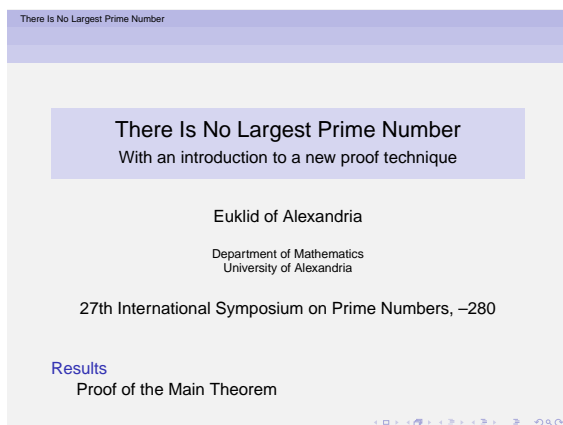 There Is No Largest Prime Number
There Is No Largest Prime Number
With an introduction to a new proof technique
Euklid of Alexandria
Department of Mathematics
University of Alexandria
27th International Symposium on Prime Numbers, –280
Results
Proof of the Main Theorem